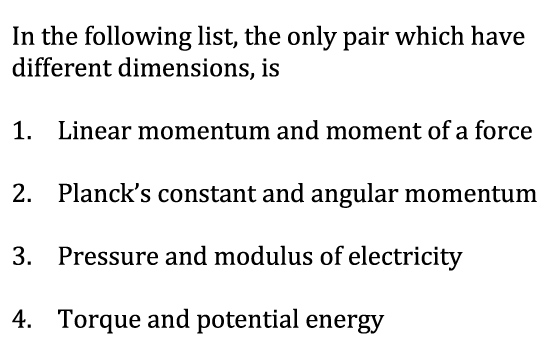 In the following list, the only pair which have
different dimensions, is
1. Linear momentum and moment of a force
2. Planck’s constant and angular momentum
3. Pressure and modulus of electricity
4. Torque and potential energy